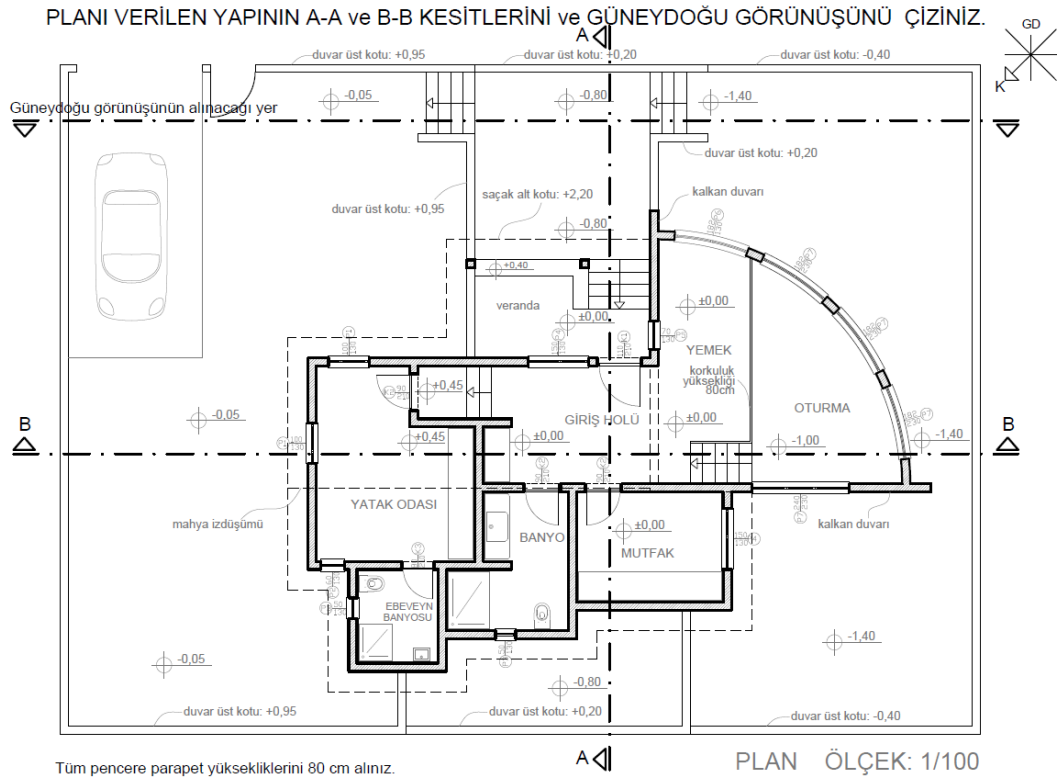 PLANI VERİLEN YAPININ A-A ve B-B KESİTLERİNİ ve GÜNEYDOĞU GÖRÜNÜŞÜNÜ ÇİZİNİZ.
A
GD
K
duvar üst kotu: +0,95
duvar üst kotu: +0,20
duvar üst kotu: -0,40
Güneydoğu görünüşünün alınacağı yer
-0,05
-0,80
-1,40
duvar üst kotu: +0,20
saçak alt kotu: +2,20
kalkan duvarı
duvar üst kotu: +0,95
-0,80
+0,40
veranda
±0,00
±0,00
YEMEK
korkuluk
yüksekliği
80cm
+0,45
OTURMA
GİRİŞ HOLÜ
±0,00
-0,05
B
+0,45
±0,00
-1,00
-1,40
B
YATAK ODASI
mahya izdüşümü
±0,00
kalkan duvarı
BANYO
MUTFAK
EBEVEYN
BANYOSU
-1,40
-0,05
-0,80
duvar üst kotu: +0,95
duvar üst kotu: +0,20
duvar üst kotu: -0,40
A
PLAN ÖLÇEK: 1/100
Tüm pencere parapet yüksekliklerini 80 cm alınız.